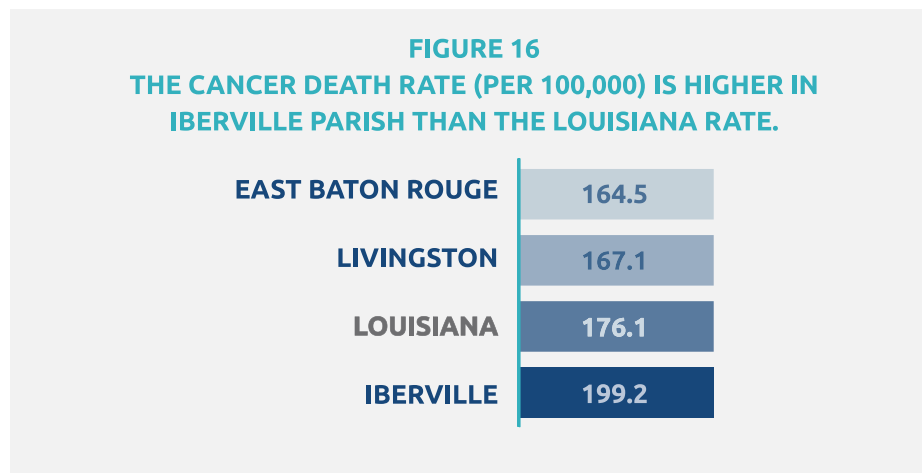 FIGURE 16
THE CANCER DEATH RATE (PER 100,000) IS HIGHER IN
IBERVILLE PARISH THAN THE LOUISIANA RATE.
EAST BATON ROUGE 164.5
LIVINGSTON 167.1
LOUISIANA 176.1
IBERVILLE 199.2